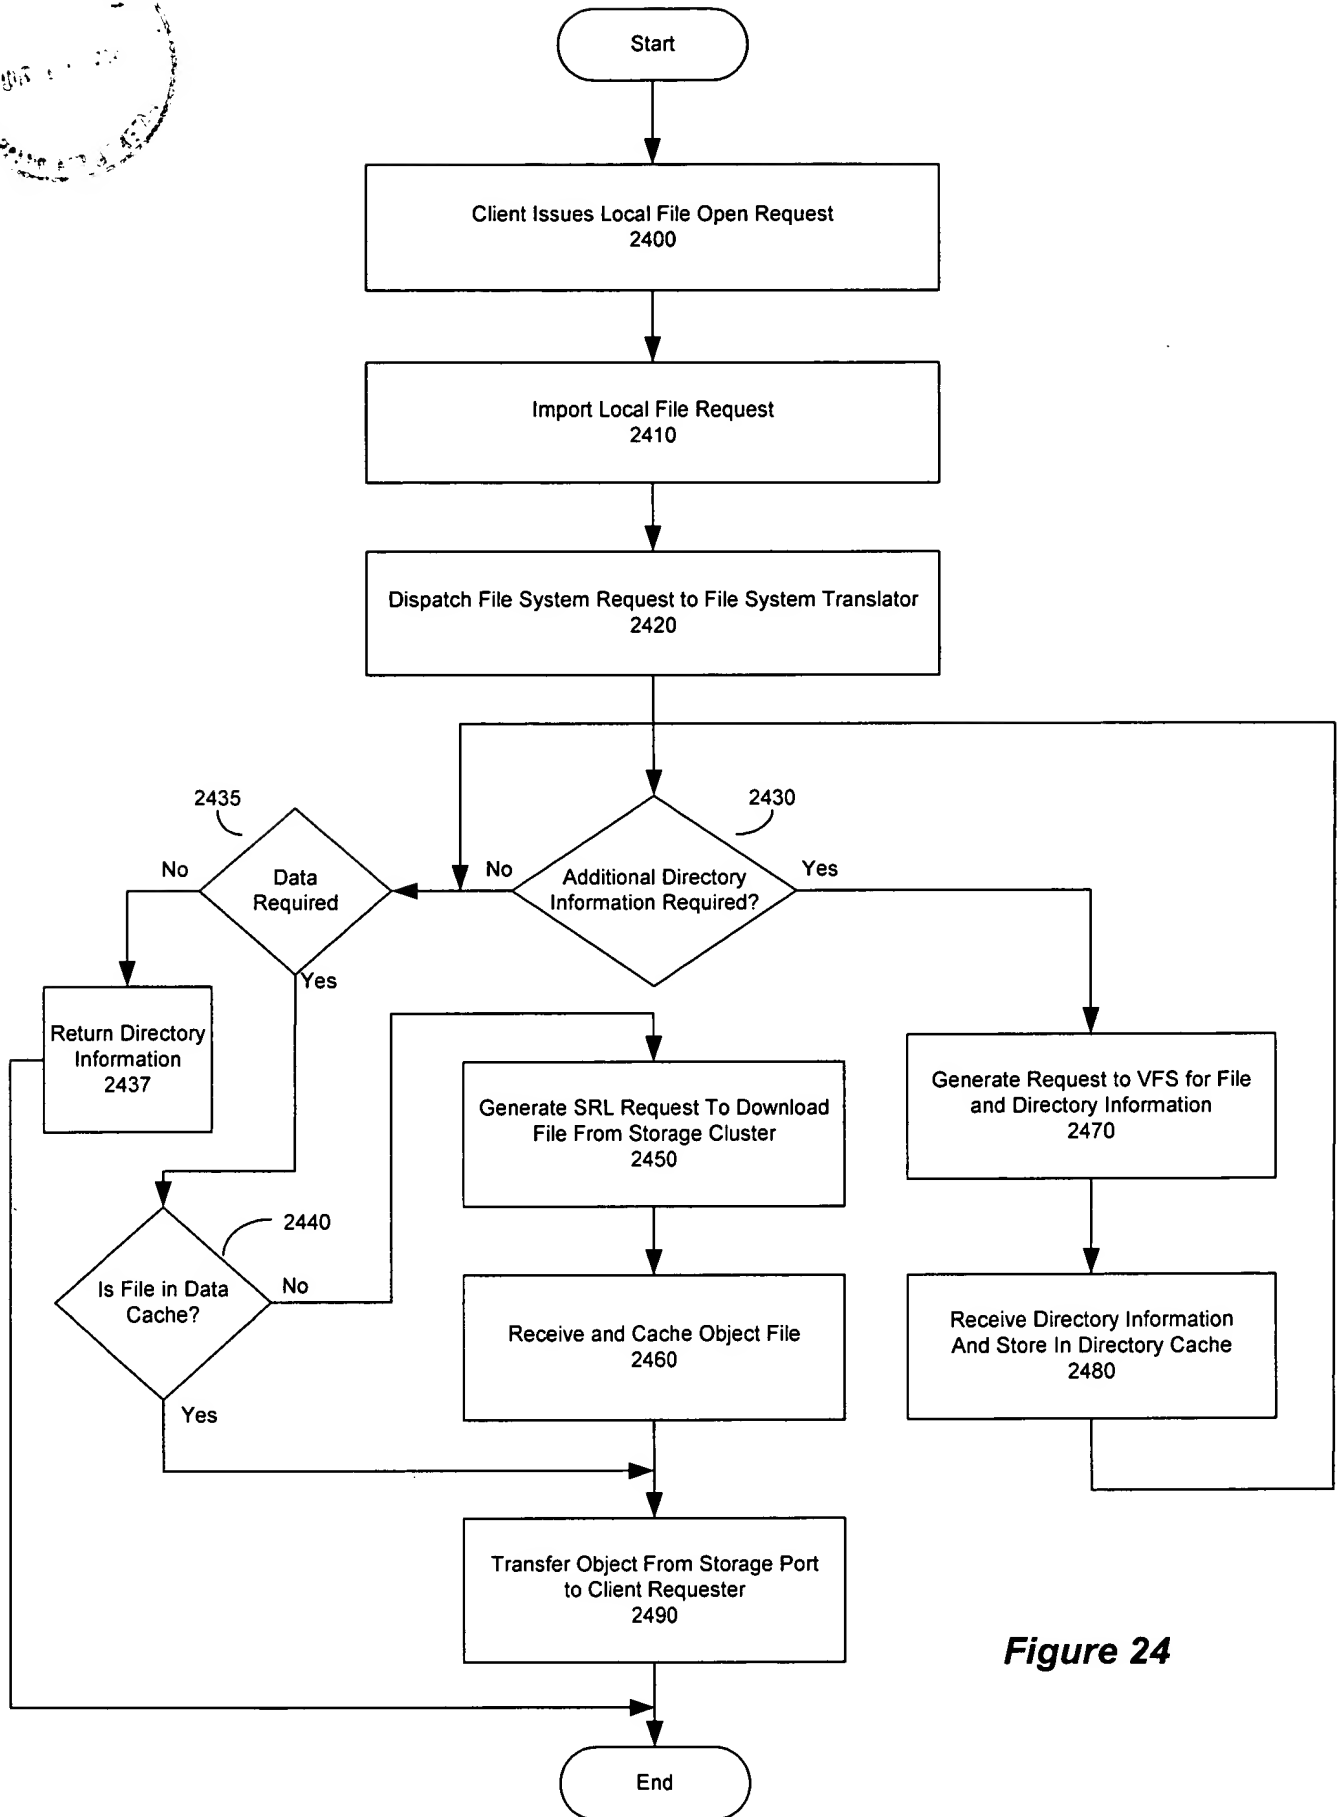 Start
Client Issues Local File Open Request
2400
Import Local File Request
2410
Dispatch File System Request to File System Translator
2420
2435
2430
No
Data
Required
No
Additional Directory
Information Required?
Yes
Yes
Return Directory
Information
2437
Generate SRL Request To Download
File From Storage Cluster
2450
Generate Request to VFS for File
and Directory Information
2470
2440
Is File in Data
Cache?
No
Yes
Receive and Cache Object File
2460
Receive Directory Information
And Store In Directory Cache
2480
Transfer Object From Storage Port
to Client Requester
2490
Figure 24
End